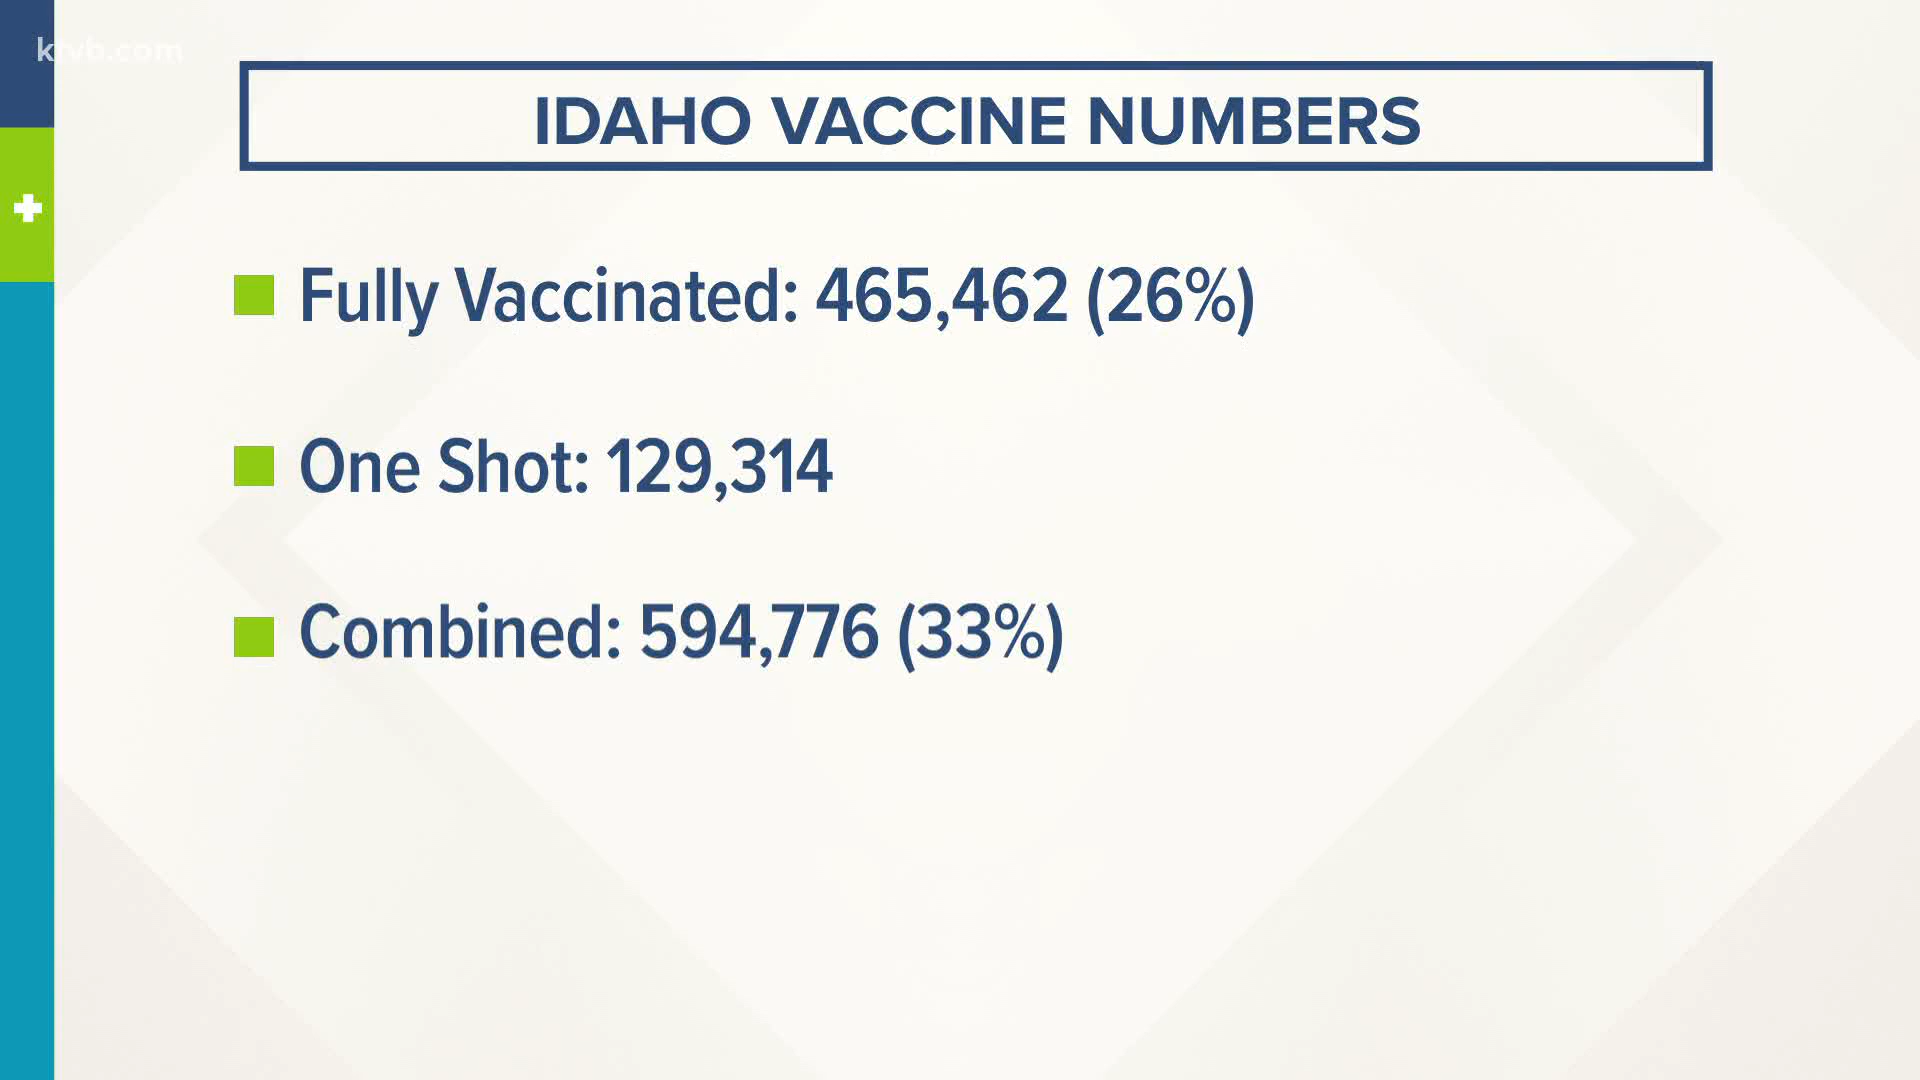 ktvb.com
IDAHO VACCINE NUMBERS
Fully Vaccinated: 465,462 (26%)
One Shot: 129,314
Combined: 594,776 (33%)